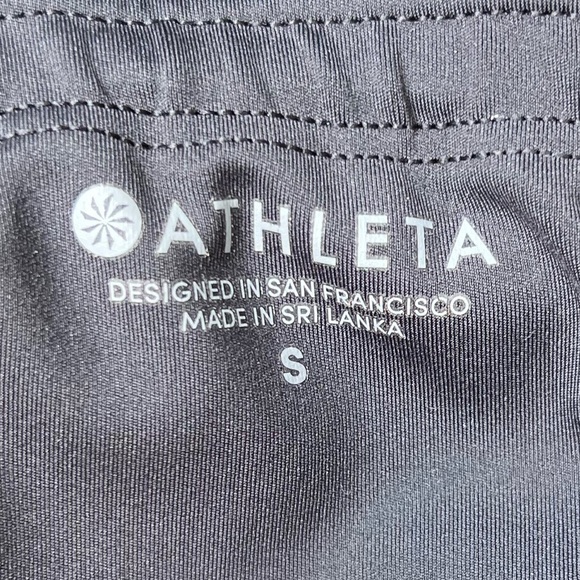 ATHLETA
DESIGNED IN SAN FRANCISCO
MADE IN SRI LANKA
S